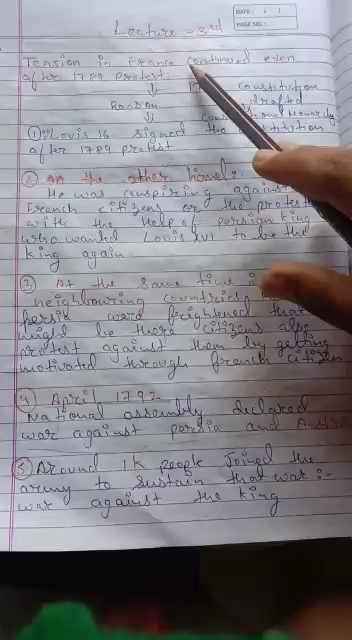 Lecture - 3rd
DATE: / /
PAGE NO.:
Tension in France continued even
after 1789 protest
constitution
drafted
Reason
① Louis 16 signed the
after 1789 protest
② On the other hand:
He was conspiring against
French citizens or the protest
with the help of persian king
who wanted Louis XVI to be the
king again
③ At the same time
neighbouring countries
were frightened that
might be there citizens also
protest against them by getting
motivated through french citizen
④ April 1792
National assembly declared
war against persia and
⑤ Around 1k people Joined the
army to sustain that war :-
war against the king